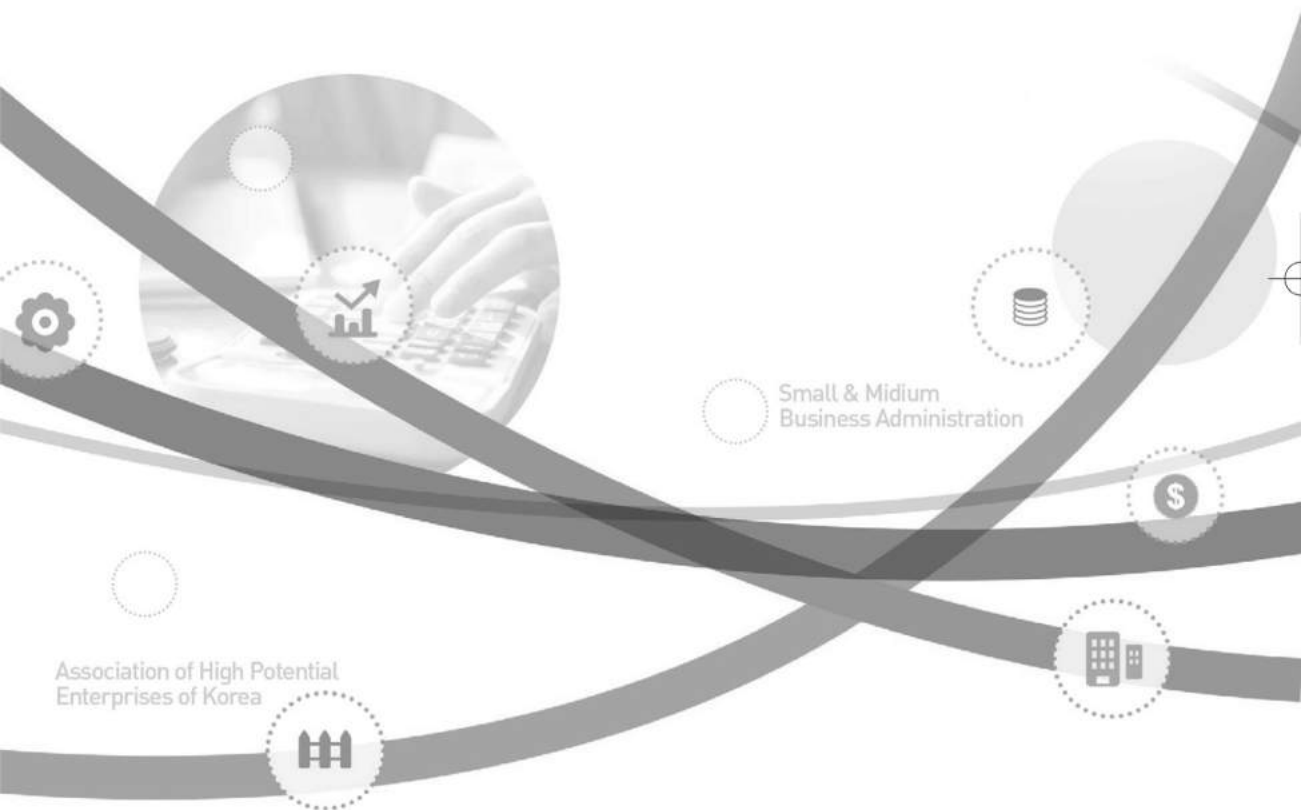 Small & Midium
Business Administration
$
Association of High Potential
Enterprises of Korea